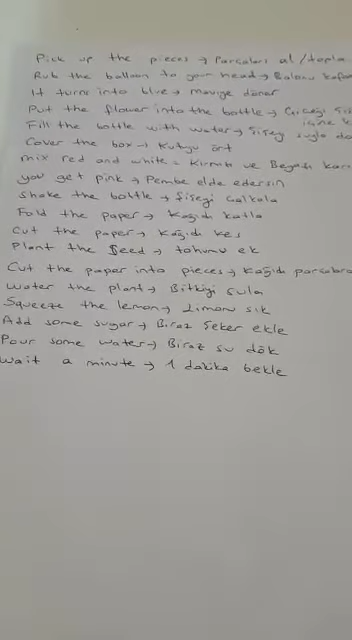 Pick up the pieces → Parçaları al / topla
Rub the balloon to your head → Balonu
It turns into blue → maviye döner
Put the flower into the bottle → Çiçeği
Fill the bottle with water → şişeyi suyla
Cover the box → Kutuyu ört
mix red and white = Kırmızı ve Beyazı
you get pink → Pembe elde edersin
Shake the bottle → Şişeyi çalkala
Fold the paper → Kağıdı katla
Cut the paper → Kağıdı kes
Plant the Seed → tohumu ek
Cut the paper into pieces → Kağıdı
Water the plant → Bitkiyi sula
Squeeze the lemon → Limonu sık
Add some sugar → Biraz Şeker ekle
Pour some water → Biraz su dök
Wait a minute → 1 dakika bekle